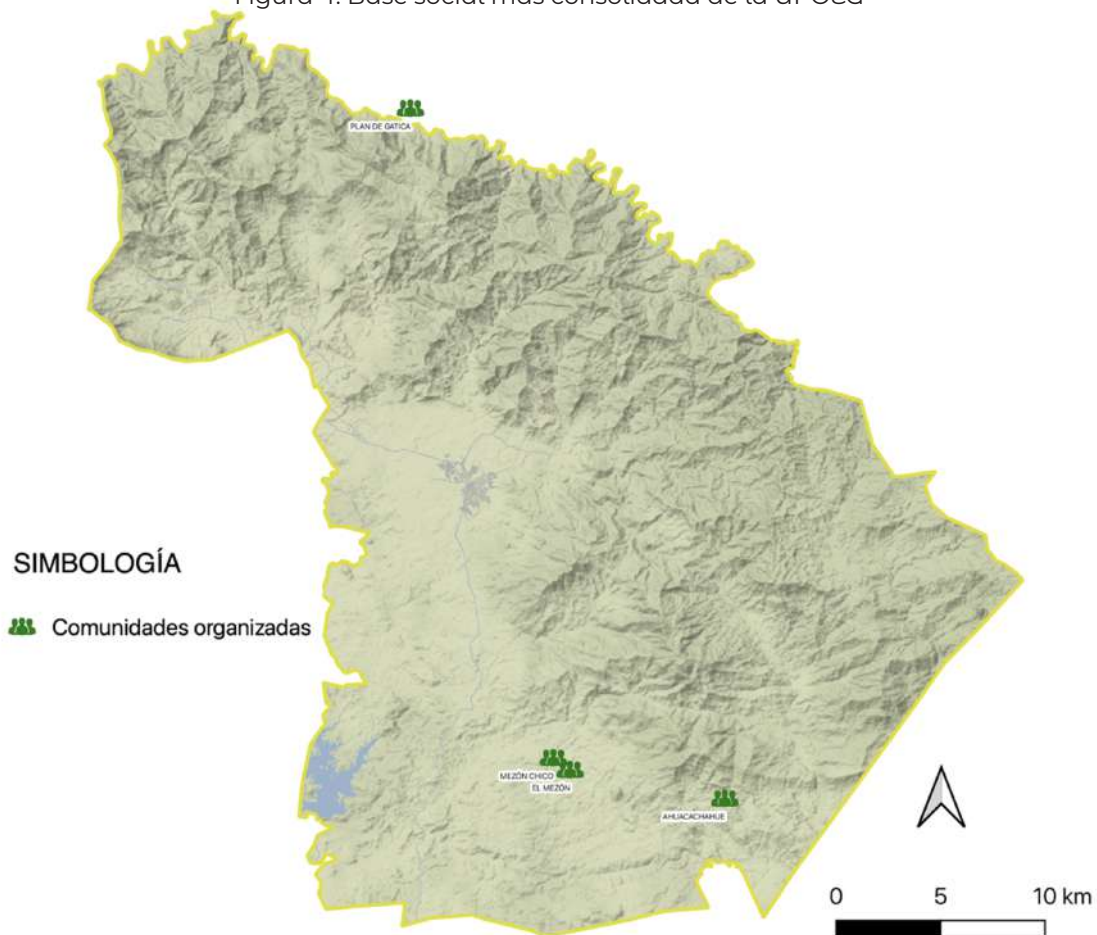 Figura 4. Base social más consolidada de la UPOEG
PLAN DE GATICA
SIMBOLOGÍA
Comunidades organizadas
MEZÓN CHICO
EL MEZÓN
AHUACACHAHUE
0 5 10 km